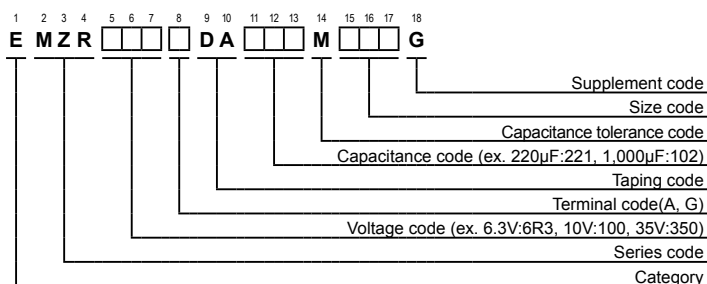 1 2 3 4 5 6 7 8 9 10 11 12 13 14 15 16 17 18
E M Z R □□□ □ D A □□□ M □□□ G
Supplement code
Size code
Capacitance tolerance code
Capacitance code (ex. 220µF:221, 1,000µF:102)
Taping code
Terminal code(A, G)
Voltage code (ex. 6.3V:6R3, 10V:100, 35V:350)
Series code
Category